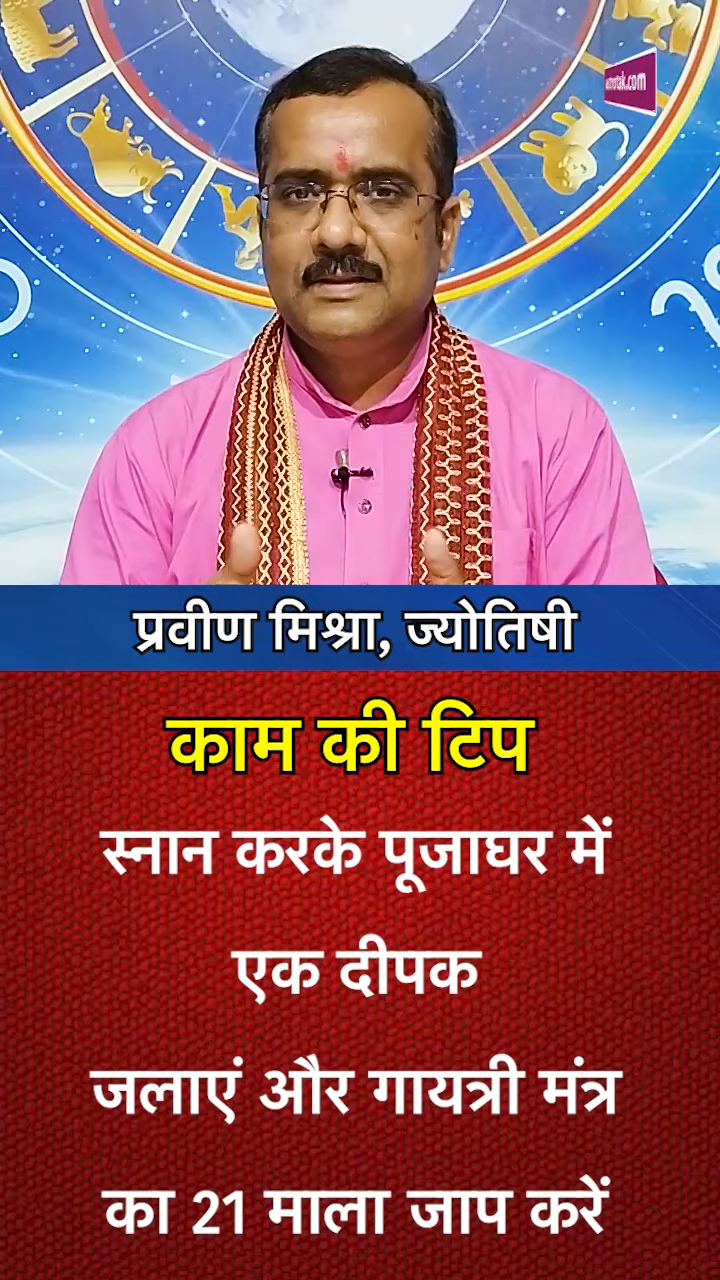 प्रवीण मिश्रा, ज्योतिषी
काम की टिप
स्नान करके पूजाघर में
एक दीपक
जलाएं और गायत्री मंत्र
का 21 माला जाप करें